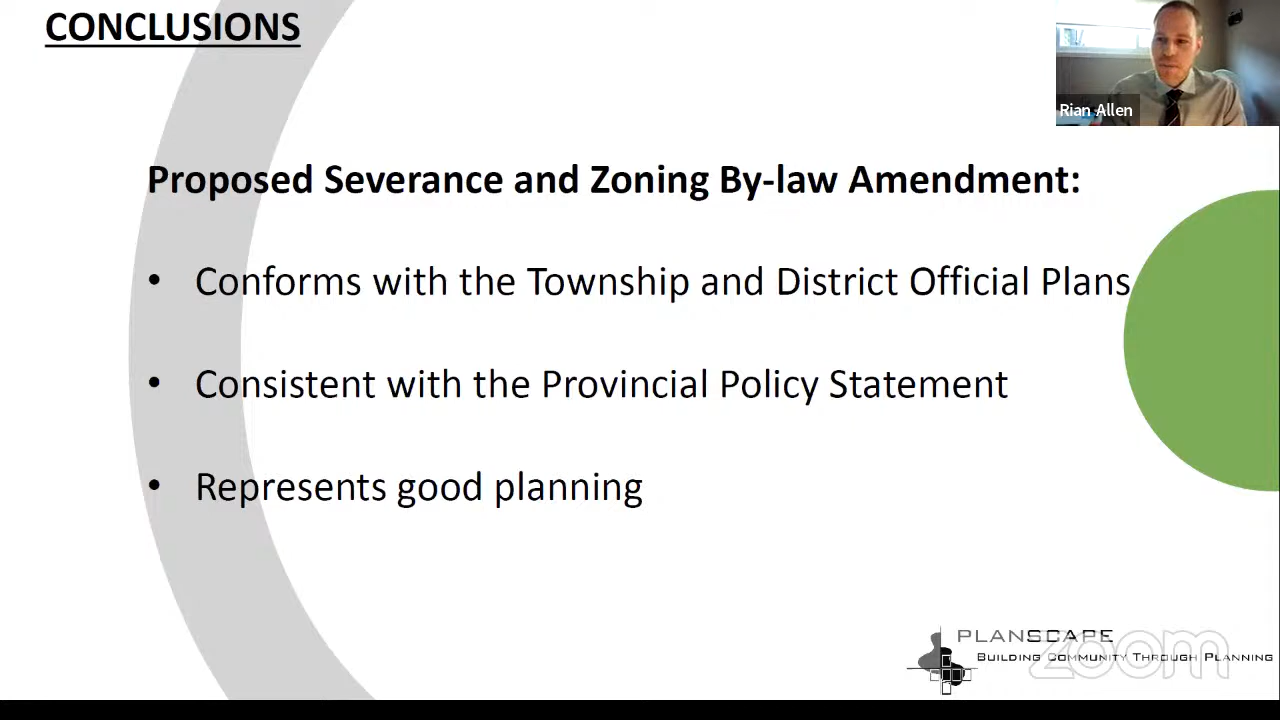 CONCLUSIONS
Rian Allen
Proposed Severance and Zoning By-law Amendment:
• Conforms with the Township and District Official Plans
• Consistent with the Provincial Policy Statement
• Represents good planning
PLANSCAPE
BUILDING COMMUNITY THROUGH PLANNING
zoom